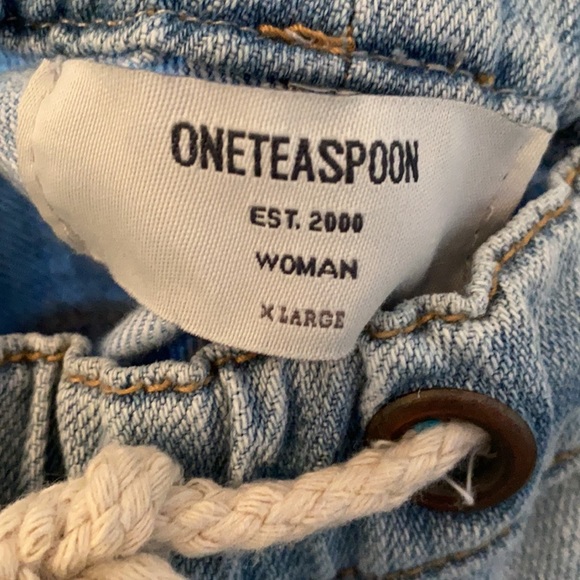 ONETEASPOON
EST. 2000
WOMAN
X LARGE